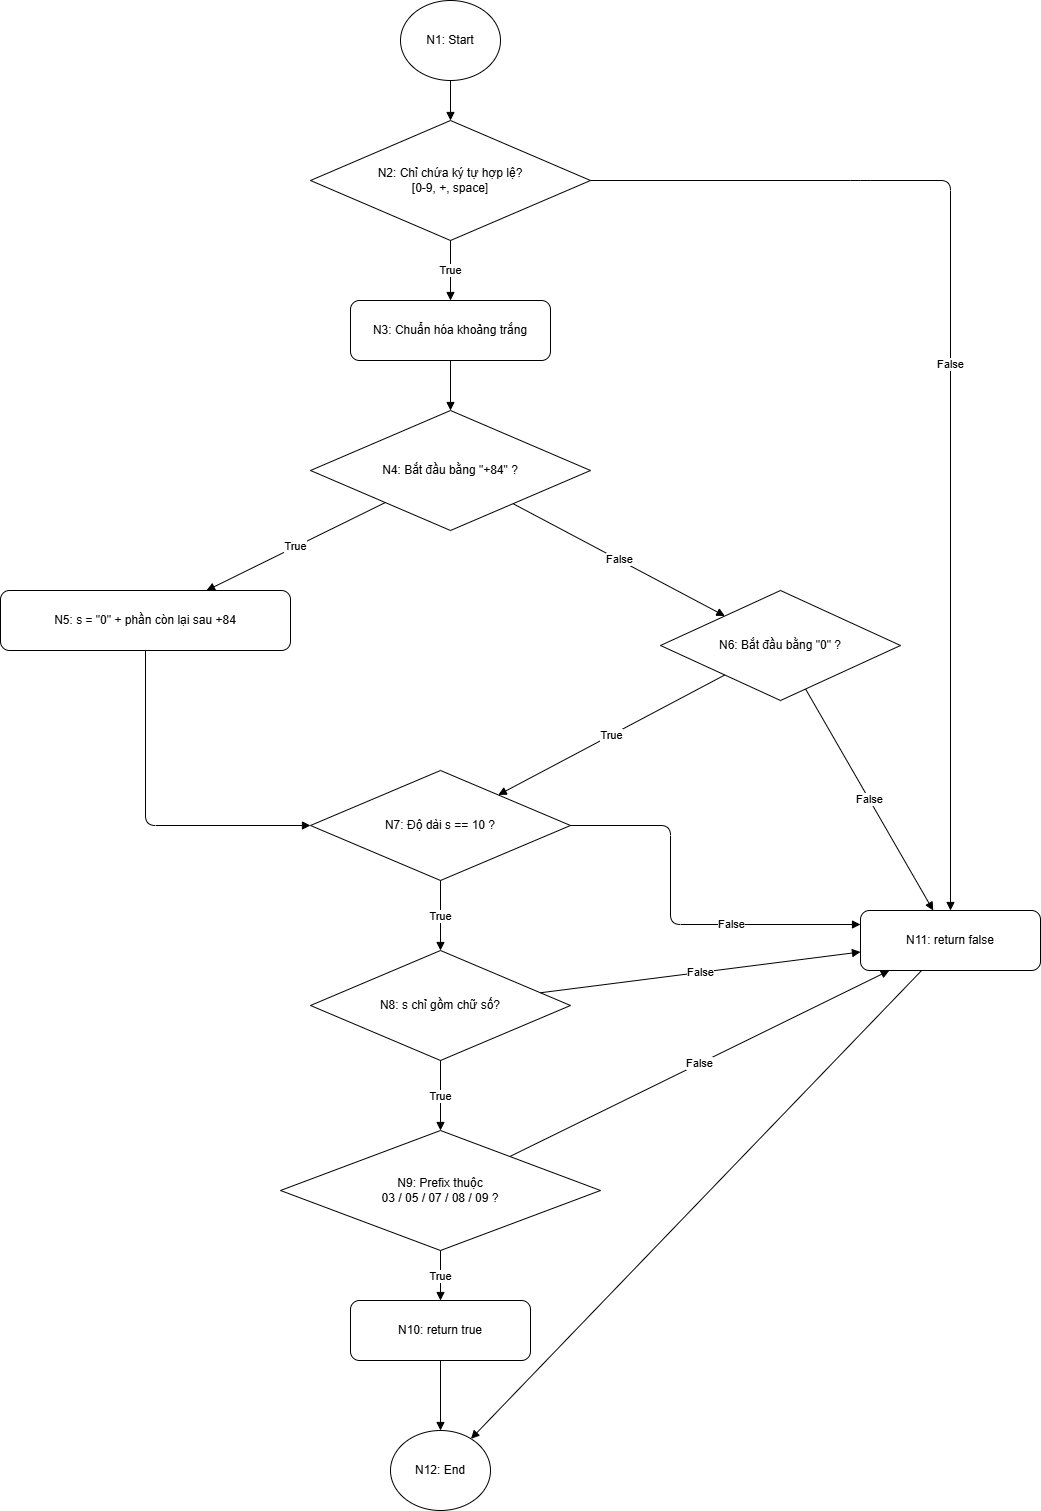 N1: Start
N2: Chỉ chứa ký tự hợp lệ?
[0-9, +, space]
True
False
N3: Chuẩn hóa khoảng trắng
N4: Bắt đầu bằng "+84" ?
True
False
N5: s = "0" + phần còn lại sau +84
N6: Bắt đầu bằng "0" ?
True
False
N7: Độ dài s == 10 ?
True
False
N11: return false
N8: s chỉ gồm chữ số?
False
True
False
N9: Prefix thuộc
03 / 05 / 07 / 08 / 09 ?
True
N10: return true
N12: End